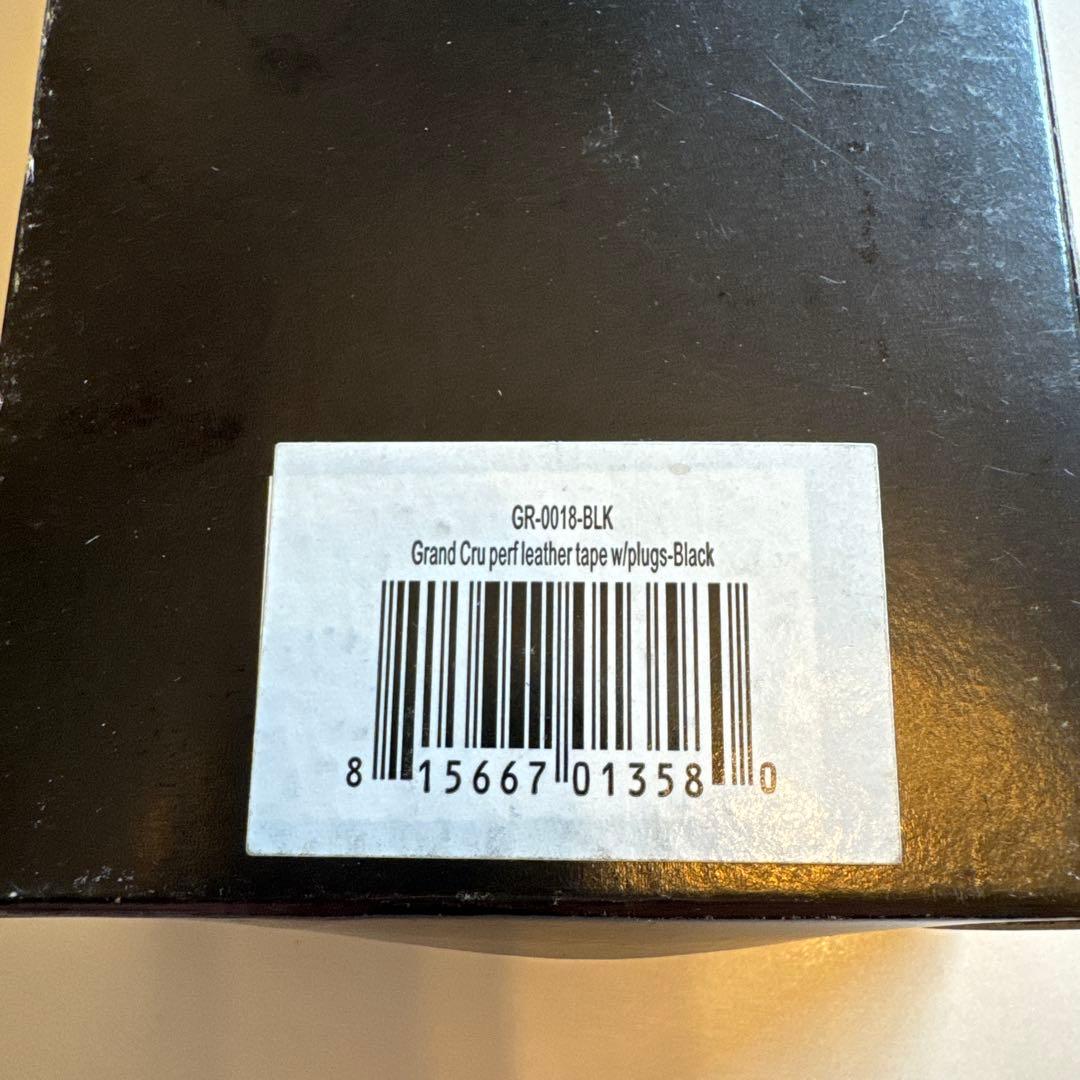 GR-0018-BLK
Grand Cru perf leather tape w/plugs-Black
8 15667 01358 0